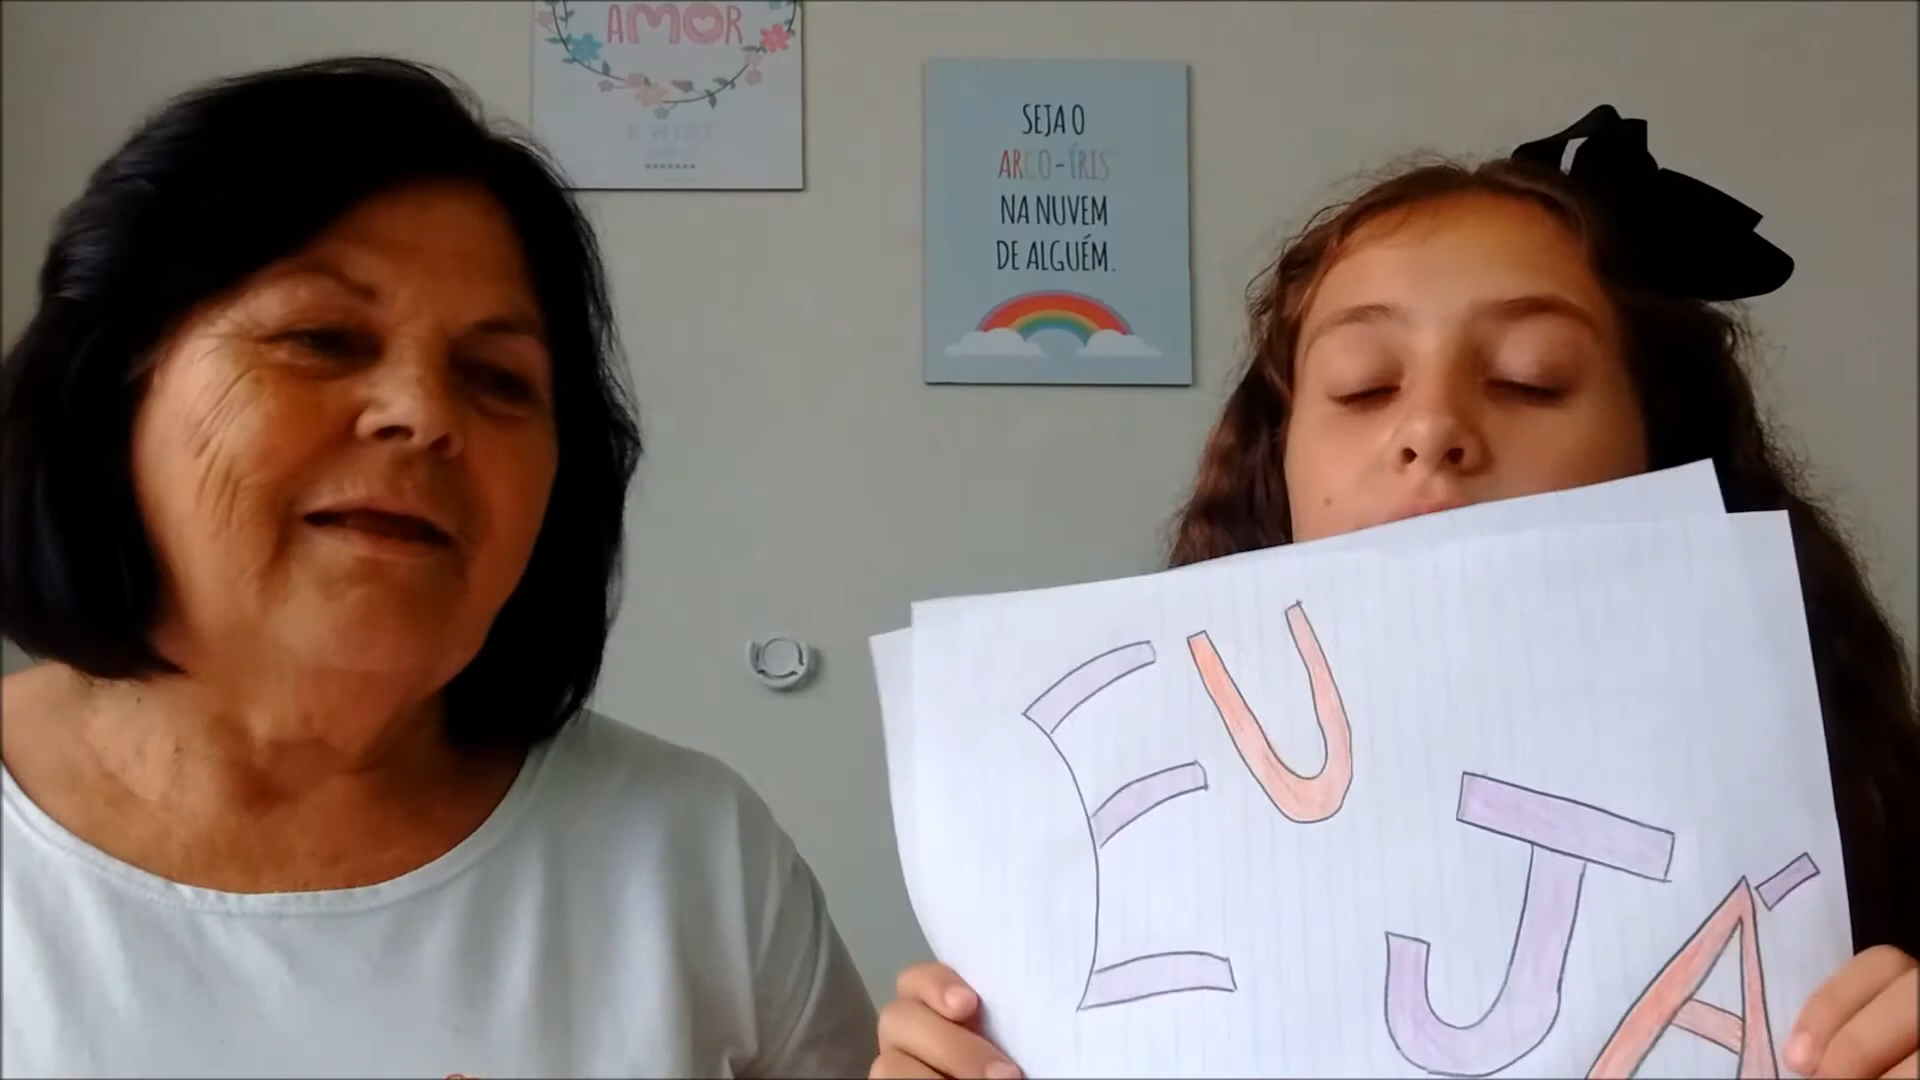 AMOR
SEJA O
ARCO-ÍRIS
NA NUVEM
DE ALGUÉM.
EU
JÁ